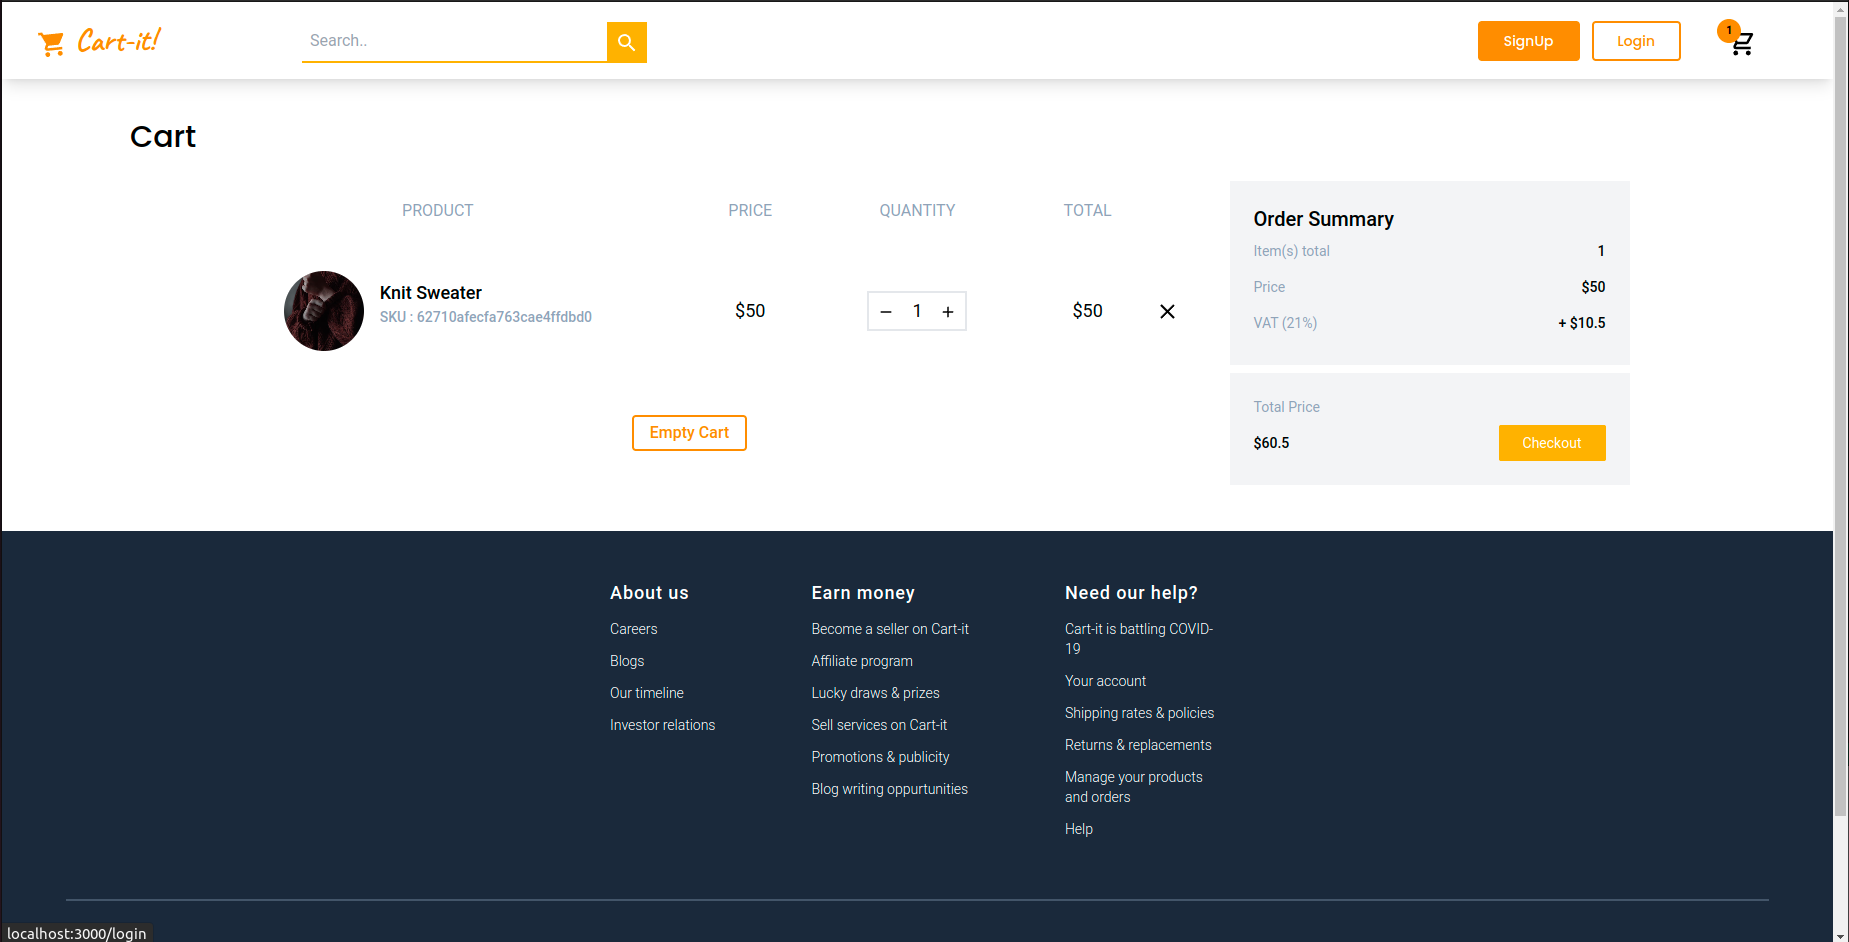 Cart-it!
Search..
SignUp
Login
1
Cart
PRODUCT PRICE QUANTITY TOTAL
Knit Sweater
SKU : 62710afecfa763cae4ffdbd0
$50
− 1 +
$50
Empty Cart
Order Summary
Item(s) total 1
Price $50
VAT (21%) + $10.5
Total Price
$60.5
Checkout
About us
Careers
Blogs
Our timeline
Investor relations
Earn money
Become a seller on Cart-it
Affiliate program
Lucky draws & prizes
Sell services on Cart-it
Promotions & publicity
Blog writing oppurtunities
Need our help?
Cart-it is battling COVID-
19
Your account
Shipping rates & policies
Returns & replacements
Manage your products
and orders
Help
localhost:3000/login